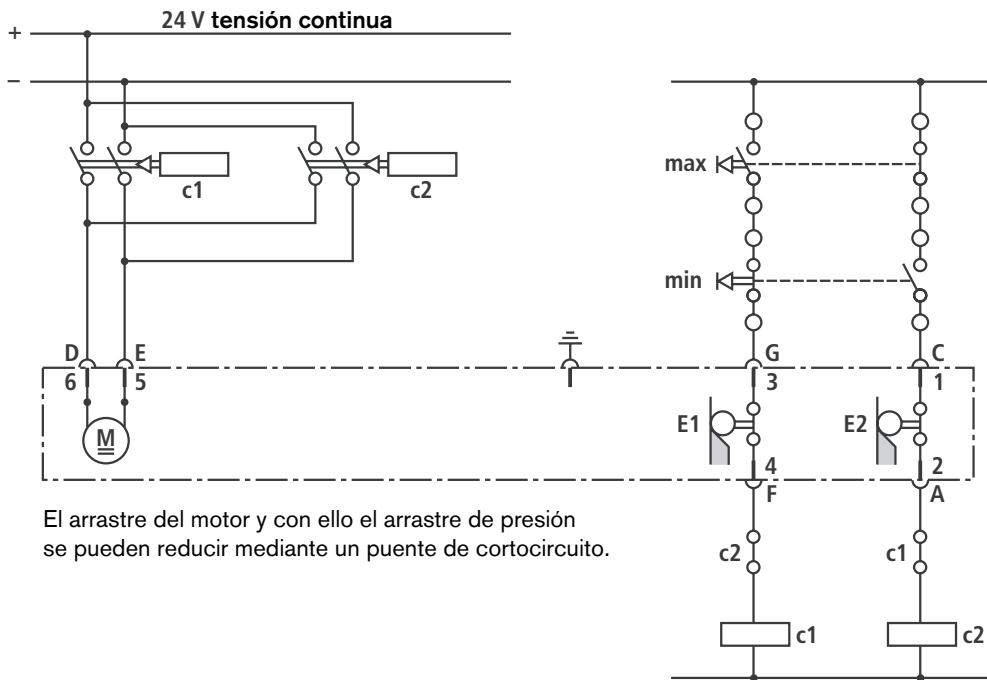 24 V tensión continua
+
–
c1
c2
max
min
D
E
G
C
6
5
3
1
M
E1
E2
4
2
F
A
El arrastre del motor y con ello el arrastre de presión
se pueden reducir mediante un puente de cortocircuito.
c2
c1
c1
c2